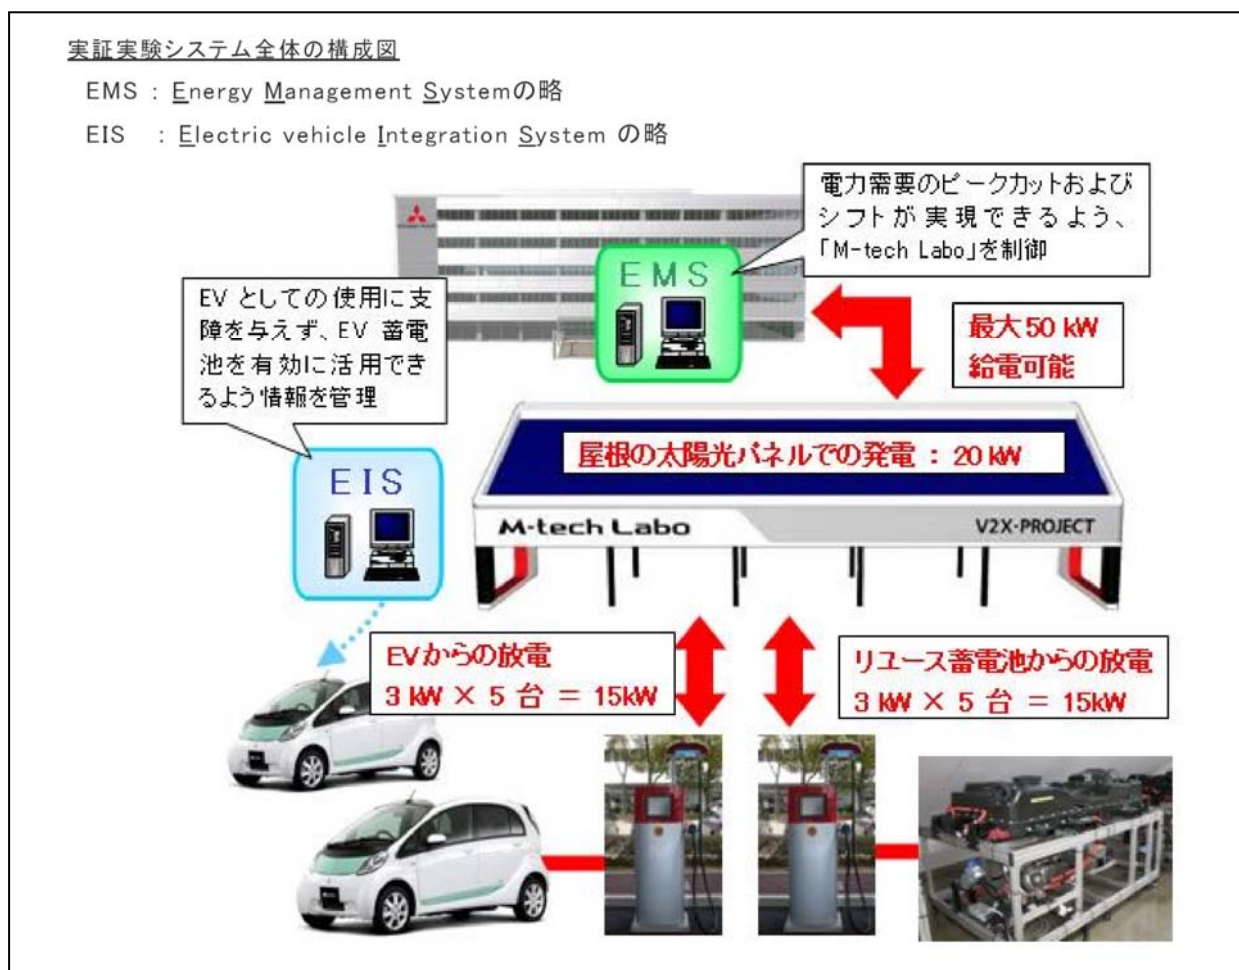 実証実験システム全体の構成図
EMS : Energy Management Systemの略
EIS : Electric vehicle Integration System の略
電力需要のピークカットおよび
シフトが実現できるよう、
「M-tech Labo」を制御
EMS
EV としての使用に支
障を与えず、EV 蓄電
池を有効に活用でき
るよう情報を管理
最大50 kW
給電可能
屋根の太陽光パネルでの発電 : 20 kW
EIS
M-tech Labo
V2X-PROJECT
EVからの放電
3 kW × 5 台 = 15kW
リユース蓄電池からの放電
3 kW × 5 台 = 15kW